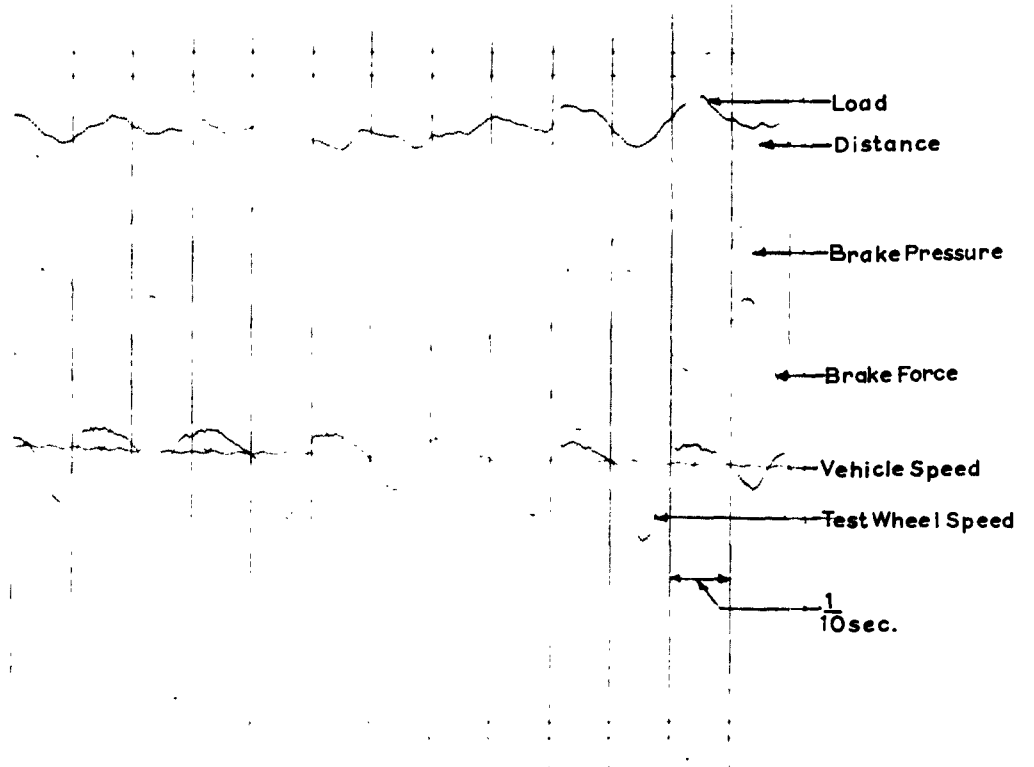 Load
Distance
Brake Pressure
Brake Force
Vehicle Speed
Test Wheel Speed
1/10 sec.